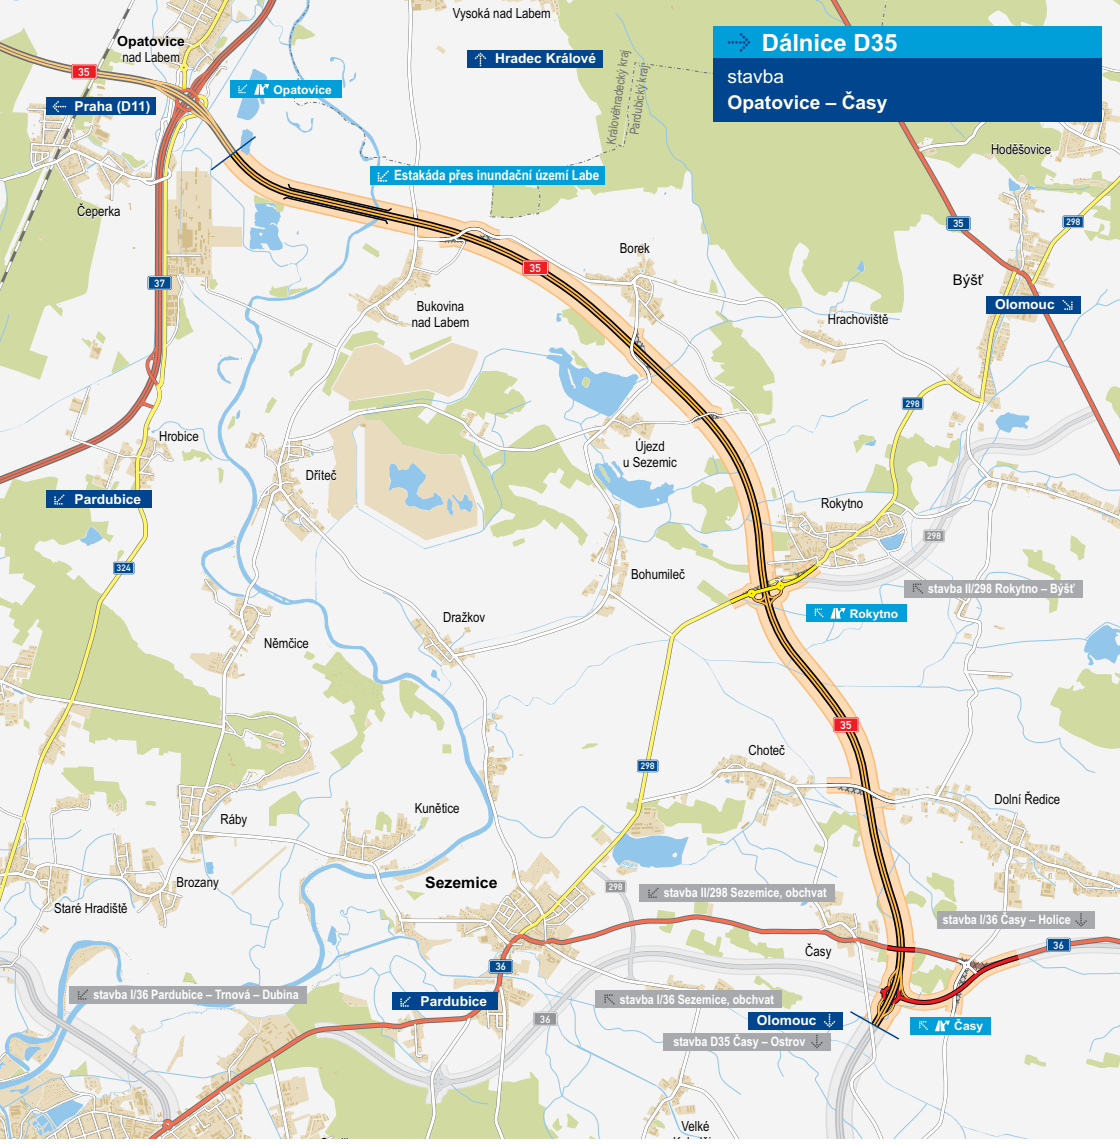 Vysoká nad Labem
Opatovice
nad Labem
35
Praha (D11)
Opatovice
Hradec Králové
Královéhradecký kraj
Pardubický kraj
Dálnice D35
stavba
Opatovice – Časy
Hoděšovice
Estakáda přes inundační území Labe
Čeperka
35
298
37
35
Borek
Býšť
Olomouc
Bukovina
nad Labem
Hrachoviště
298
Hrobice
Újezd
u Sezemic
Dříteč
Pardubice
Rokytno
298
324
Bohumileč
stavba II/298 Rokytno – Býšť
Rokytno
Dražkov
Němčice
35
Choteč
298
Dolní Ředice
Kunětice
Ráby
Brozany
Sezemice
298
stavba II/298 Sezemice, obchvat
Staré Hradiště
stavba I/36 Časy – Holice
Časy
36
36
stavba I/36 Pardubice – Trnová – Dubina
Pardubice
stavba I/36 Sezemice, obchvat
36
Olomouc
Časy
stavba D35 Časy – Ostrov
Velké